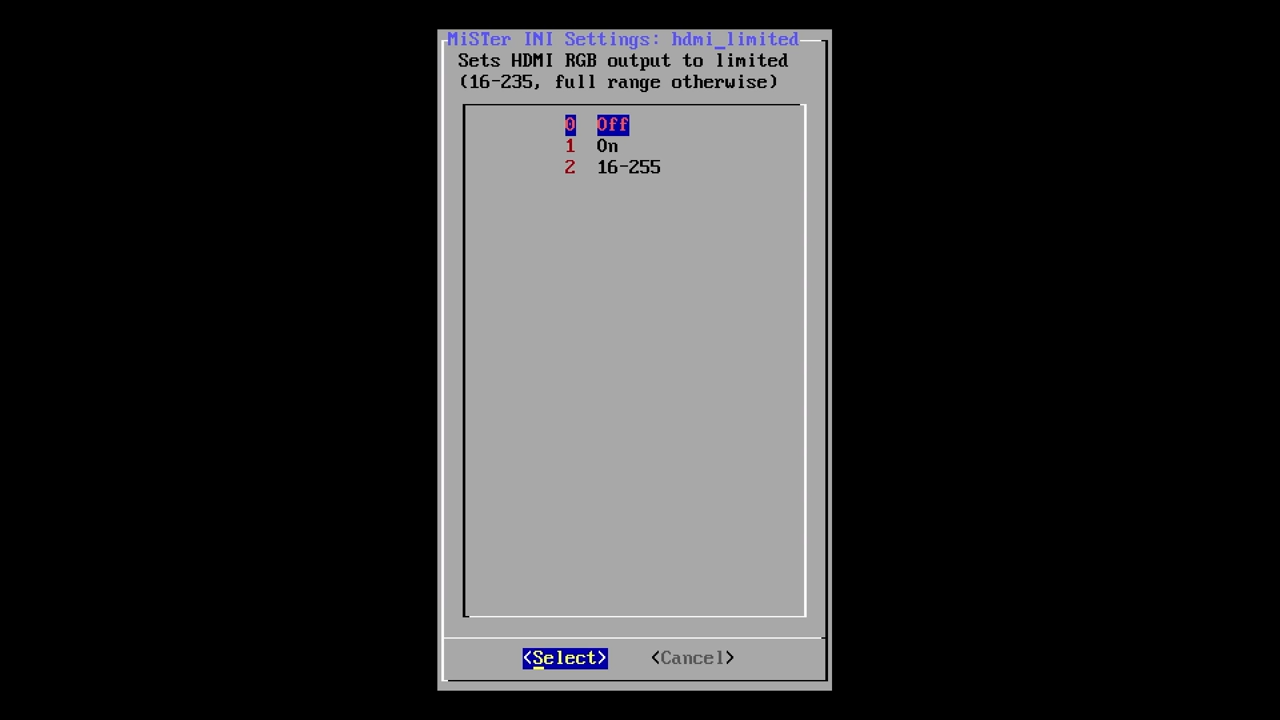 MiSTer INI Settings: hdmi_limited
Sets HDMI RGB output to limited
(16-235, full range otherwise)
0 Off
1 On
2 16-255
<Select> <Cancel>